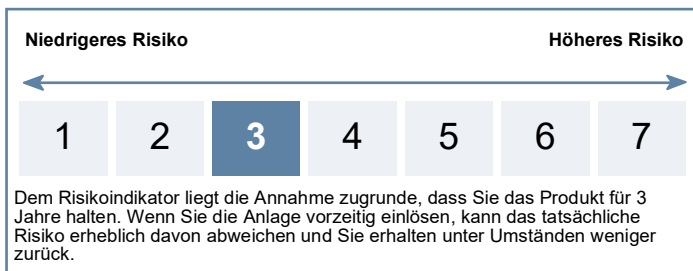 Niedrigeres Risiko Höheres Risiko
1 2 3 4 5 6 7
Dem Risikoindikator liegt die Annahme zugrunde, dass Sie das Produkt für 3
Jahre halten. Wenn Sie die Anlage vorzeitig einlösen, kann das tatsächliche
Risiko erheblich davon abweichen und Sie erhalten unter Umständen weniger
zurück.